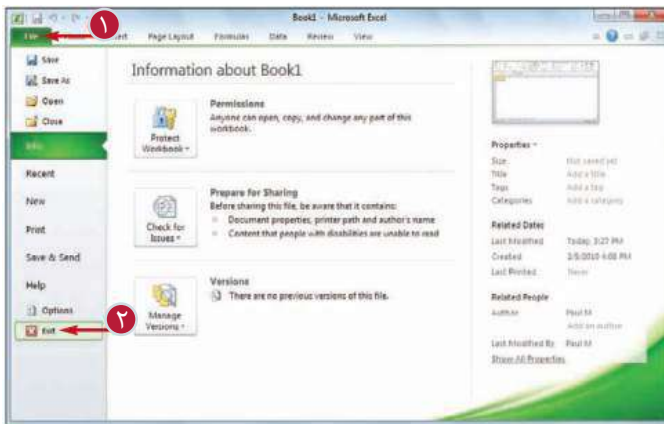 Book1 - Microsoft Excel
File
Page Layout Formulas Data Review View
Save
Save As
Open
Close
Info
Recent
New
Print
Save & Send
Help
Options
Exit
Information about Book1
Protect
Workbook
Permissions
Anyone can open, copy, and change any part of this
workbook.
Check for
Issues
Prepare for Sharing
Before sharing this file, be aware that it contains:
Document properties, printer path and author's name
Content that people with disabilities are unable to read
Manage
Versions
Versions
There are no previous versions of this file.
Properties
Size Not saved yet
Title Add a title
Tags Add a tag
Categories Add a category
Related Dates
Last Modified Today, 3:27 PM
Created 2/5/2010 4:08 PM
Last Printed Never
Related People
Author Paul M
Add an author
Last Modified By Paul M
Show All Properties
۱
۲